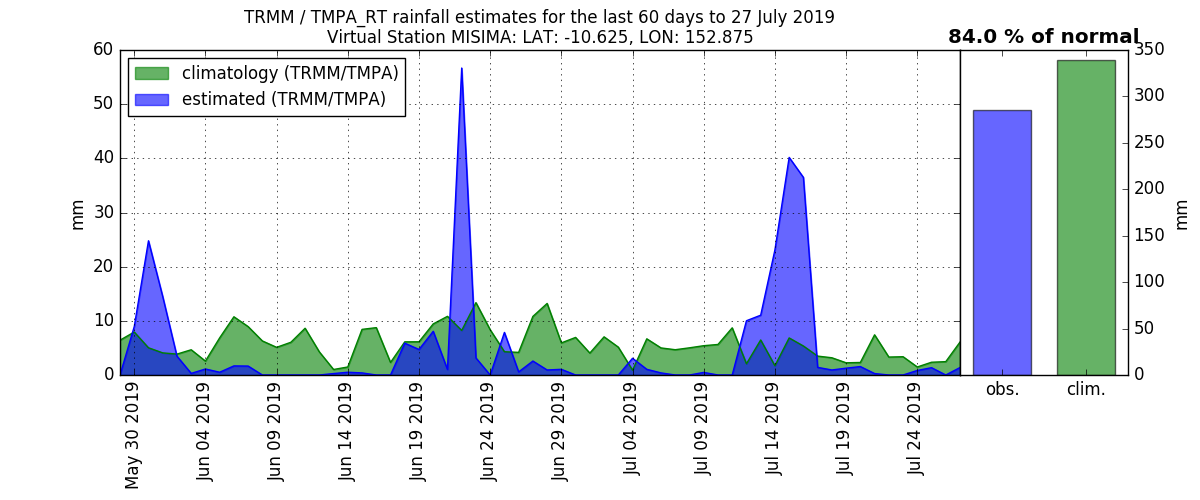 TRMM / TMPA_RT rainfall estimates for the last 60 days to 27 July 2019
Virtual Station MISIMA: LAT: -10.625, LON: 152.875
84.0 % of normal
climatology (TRMM/TMPA)
estimated (TRMM/TMPA)
60
50
40
30
20
10
0
mm
May 30 2019
Jun 04 2019
Jun 09 2019
Jun 14 2019
Jun 19 2019
Jun 24 2019
Jun 29 2019
Jul 04 2019
Jul 09 2019
Jul 14 2019
Jul 19 2019
Jul 24 2019
obs.
clim.
350
300
250
200
150
100
50
0
mm